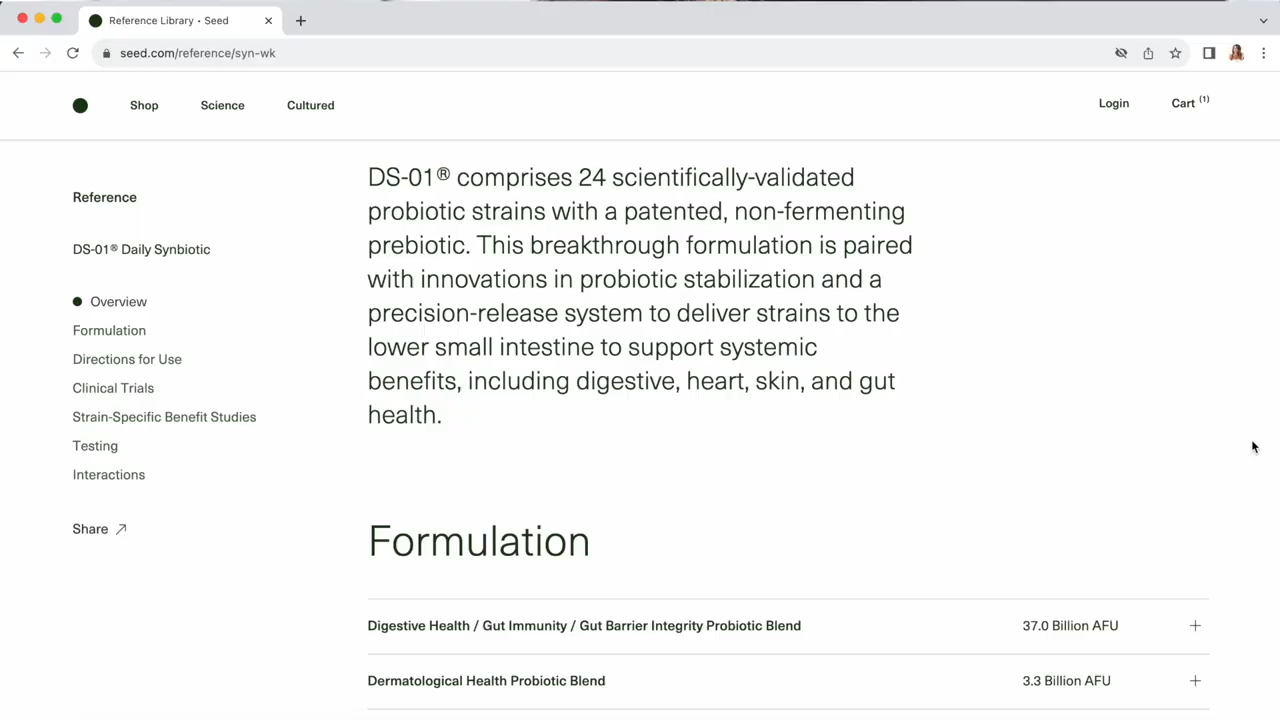 Reference Library • Seed
seed.com/reference/syn-wk
Shop
Science
Cultured
Login
Cart (1)
Reference
DS-01® Daily Synbiotic
Overview
Formulation
Directions for Use
Clinical Trials
Strain-Specific Benefit Studies
Testing
Interactions
Share
DS-01® comprises 24 scientifically-validated
probiotic strains with a patented, non-fermenting
prebiotic. This breakthrough formulation is paired
with innovations in probiotic stabilization and a
precision-release system to deliver strains to the
lower small intestine to support systemic
benefits, including digestive, heart, skin, and gut
health.
Formulation
Digestive Health / Gut Immunity / Gut Barrier Integrity Probiotic Blend 37.0 Billion AFU
Dermatological Health Probiotic Blend 3.3 Billion AFU